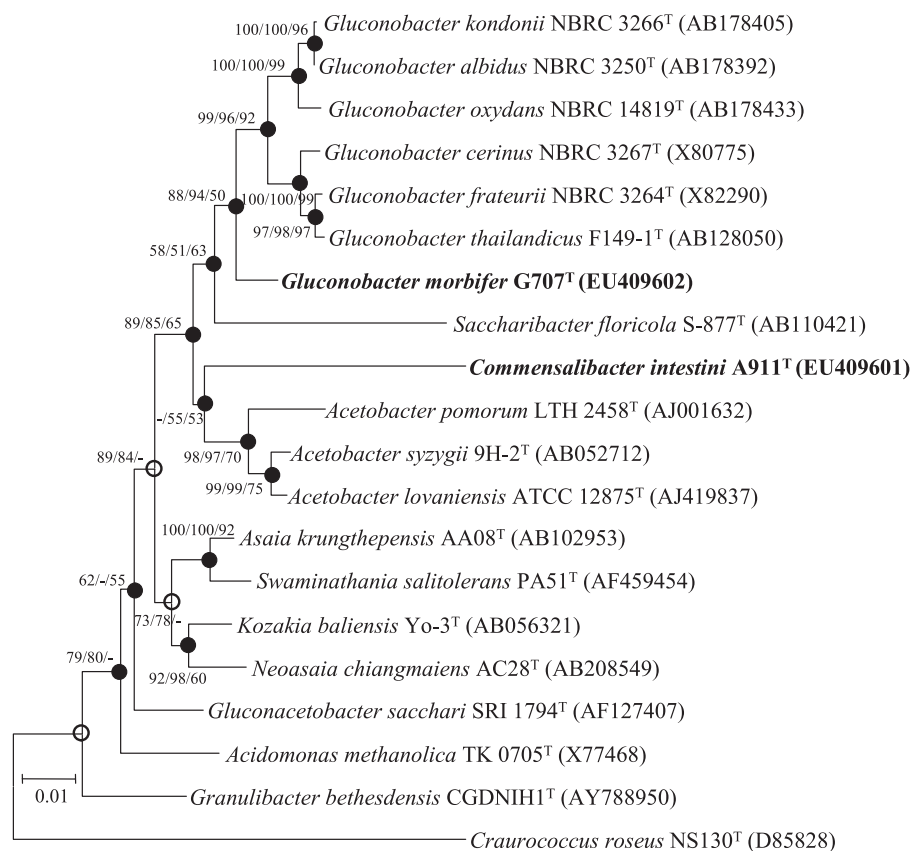 Gluconobacter kondonii NBRC 3266T (AB178405)
100/100/96
Gluconobacter albidus NBRC 3250T (AB178392)
100/100/99
Gluconobacter oxydans NBRC 14819T (AB178433)
99/96/92
Gluconobacter cerinus NBRC 3267T (X80775)
100/100/99
Gluconobacter frateurii NBRC 3264T (X82290)
88/94/50
97/98/97
Gluconobacter thailandicus F149-1T (AB128050)
58/51/63
Gluconobacter morbifer G707T (EU409602)
Saccharibacter floricola S-877T (AB110421)
89/85/65
Commensalibacter intestini A911T (EU409601)
-/55/53
Acetobacter pomorum LTH 2458T (AJ001632)
98/97/70
Acetobacter syzygii 9H-2T (AB052712)
89/84/-
99/99/75
Acetobacter lovaniensis ATCC 12875T (AJ419837)
100/100/92
Asaia krungthepensis AA08T (AB102953)
62/-/55
Swaminathania salitolerans PA51T (AF459454)
73/78/-
Kozakia baliensis Yo-3T (AB056321)
79/80/-
92/98/60
Neoasaia chiangmaiens AC28T (AB208549)
Gluconacetobacter sacchari SRI 1794T (AF127407)
Acidomonas methanolica TK 0705T (X77468)
0.01
Granulibacter bethesdensis CGDNIH1T (AY788950)
Craurococcus roseus NS130T (D85828)